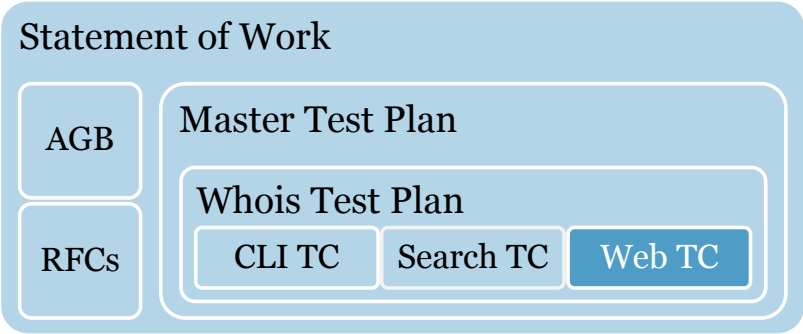 Statement of Work
AGB
RFCs
Master Test Plan
Whois Test Plan
CLI TC
Search TC
Web TC